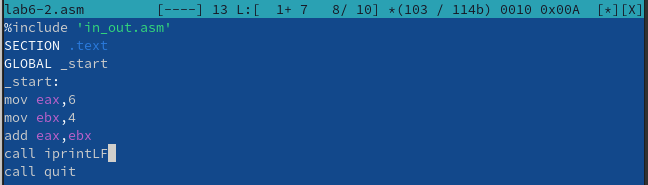 lab6-2.asm [----] 13 L:[ 1+ 7 8/ 10] *(103 / 114b) 0010 0x00A [*][X]
%include 'in_out.asm'
SECTION .text
GLOBAL _start
_start:
mov eax,6
mov ebx,4
add eax,ebx
call iprintLF
call quit